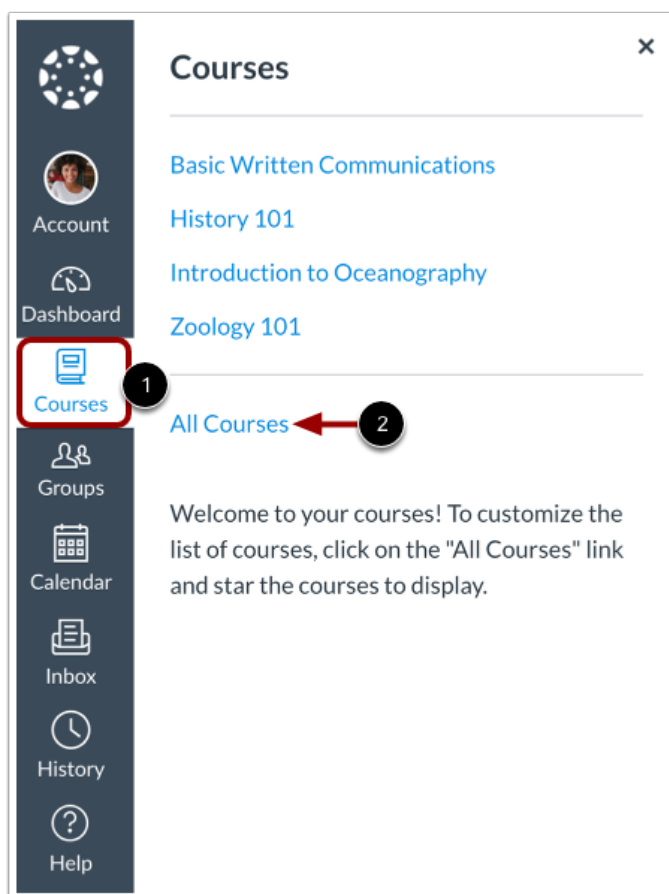 Account
Dashboard
Courses
1
Groups
Calendar
Inbox
History
Help
Courses
×
Basic Written Communications
History 101
Introduction to Oceanography
Zoology 101
All Courses
2
Welcome to your courses! To customize the
list of courses, click on the "All Courses" link
and star the courses to display.